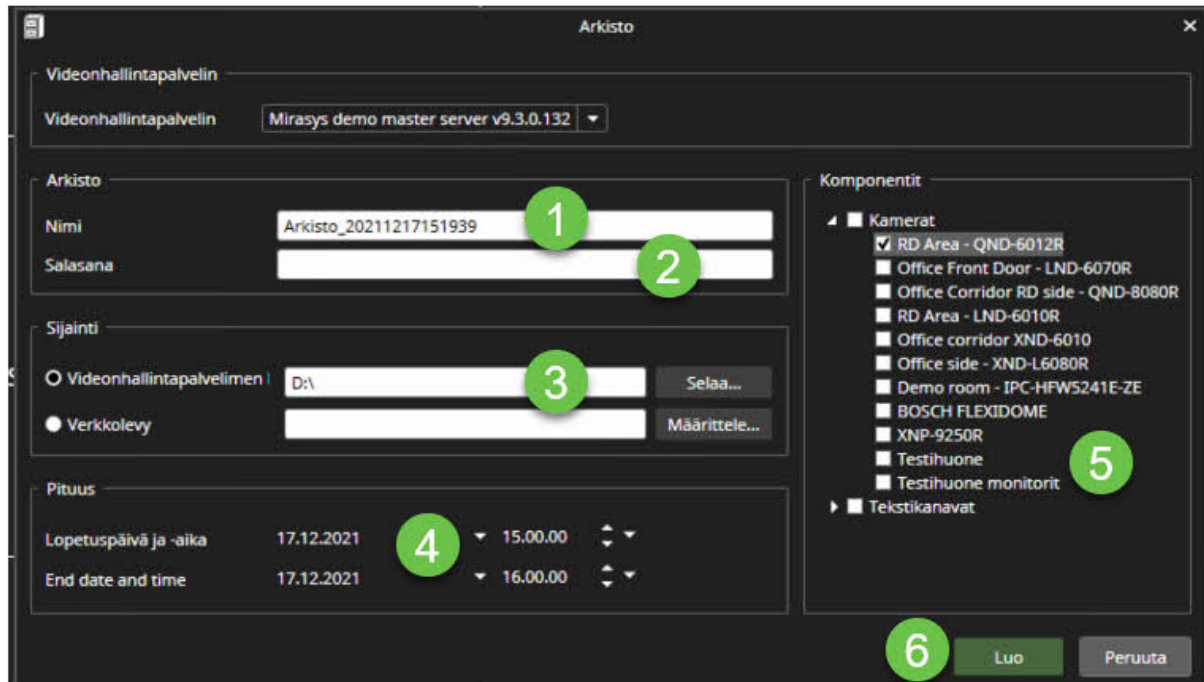 Arkisto
Videonhallintapalvelin
Videonhallintapalvelin Mirasys demo master server v9.3.0.132
Arkisto
Nimi Arkisto_20211217151939 1
Salasana 2
Sijainti
Videonhallintapalvelimen D:\ 3 Selaa...
Verkkolevy Määrittele...
Pituus
Lopetuspäivä ja -aika 17.12.2021 4 15.00.00
End date and time 17.12.2021 16.00.00
Komponentit
Kamerat
RD Area - QND-6012R
Office Front Door - LND-6070R
Office Corridor RD side - QND-8080R
RD Area - LND-6010R
Office corridor XND-6010
Office side - XND-L6080R
Demo room - IPC-HFW5241E-ZE
BOSCH FLEXIDOME
XNP-9250R
Testihuone 5
Testihuone monitorit
Tekstikanavat
6 Luo Peruuta